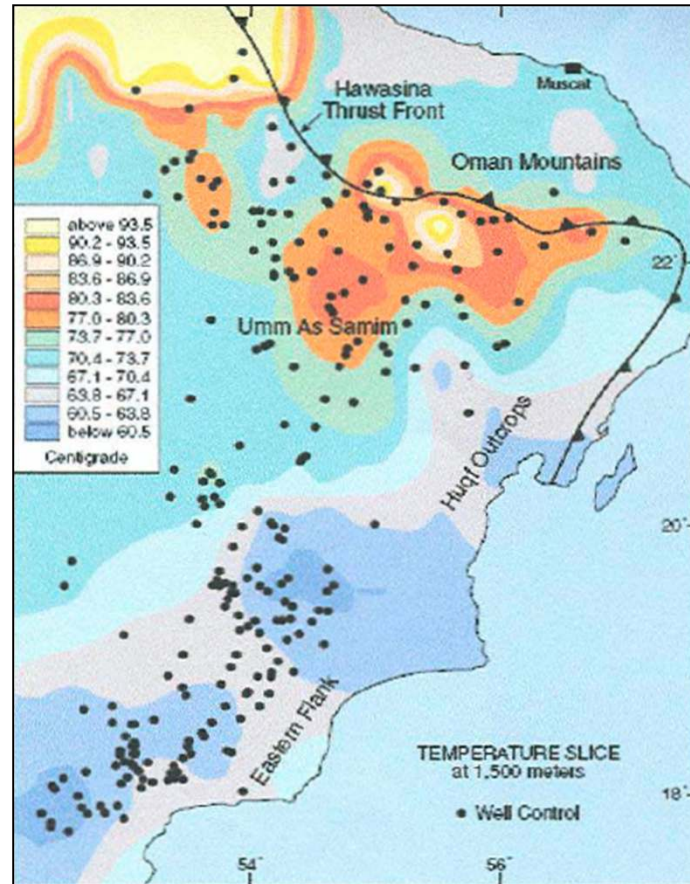 Muscat
Hawasina
Thrust Front
Oman Mountains
above 93.5
90.2 - 93.5
86.9 - 90.2
83.6 - 86.9
80.3 - 83.6
77.0 - 80.3
73.7 - 77.0
70.4 - 73.7
67.1 - 70.4
63.8 - 67.1
60.5 - 63.8
below 60.5
Centigrade
22°
Umm As Samim
Huqf Outcrops
20°
Eastern Flank
TEMPERATURE SLICE
at 1,500 meters
Well Control
18°
54°
56°